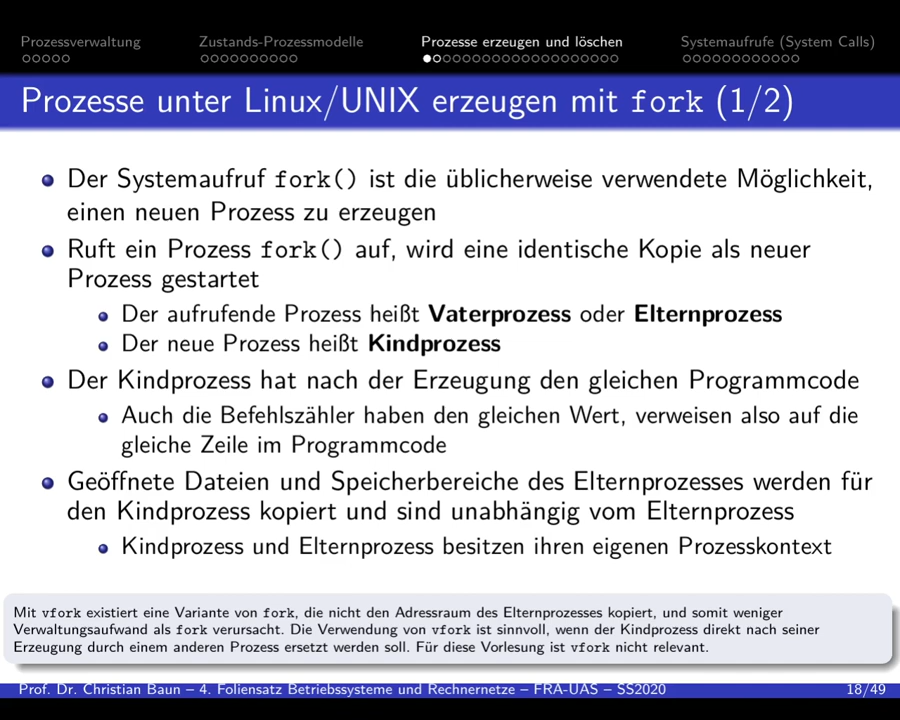 Prozessverwaltung Zustands-Prozessmodelle Prozesse erzeugen und löschen Systemaufrufe (System Calls)
Prozesse unter Linux/UNIX erzeugen mit fork (1/2)
Der Systemaufruf fork() ist die üblicherweise verwendete Möglichkeit,
einen neuen Prozess zu erzeugen
Ruft ein Prozess fork() auf, wird eine identische Kopie als neuer
Prozess gestartet
Der aufrufende Prozess heißt Vaterprozess oder Elternprozess
Der neue Prozess heißt Kindprozess
Der Kindprozess hat nach der Erzeugung den gleichen Programmcode
Auch die Befehlszähler haben den gleichen Wert, verweisen also auf die
gleiche Zeile im Programmcode
Geöffnete Dateien und Speicherbereiche des Elternprozesses werden für
den Kindprozess kopiert und sind unabhängig vom Elternprozess
Kindprozess und Elternprozess besitzen ihren eigenen Prozesskontext
Mit vfork existiert eine Variante von fork, die nicht den Adressraum des Elternprozesses kopiert, und somit weniger
Verwaltungsaufwand als fork verursacht. Die Verwendung von vfork ist sinnvoll, wenn der Kindprozess direkt nach seiner
Erzeugung durch einem anderen Prozess ersetzt werden soll. Für diese Vorlesung ist vfork nicht relevant.
Prof. Dr. Christian Baun – 4. Foliensatz Betriebssysteme und Rechnernetze – FRA-UAS – SS2020 18/49